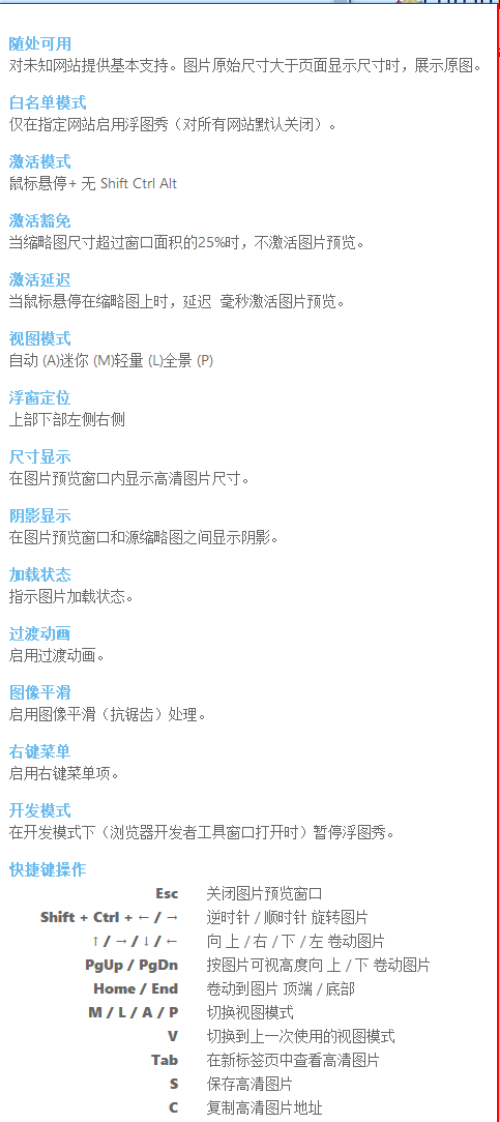 随处可用
对未知网站提供基本支持。图片原始尺寸大于页面显示尺寸时，展示原图。
白名单模式
仅在指定网站启用浮图秀（对所有网站默认关闭）。
激活模式
鼠标悬停+ 无 Shift Ctrl Alt
激活豁免
当缩略图尺寸超过窗口面积的25%时，不激活图片预览。
激活延迟
当鼠标悬停在缩略图上时，延迟 毫秒激活图片预览。
视图模式
自动 (A)迷你 (M)轻量 (L)全景 (P)
浮窗定位
上部下部左侧右侧
尺寸显示
在图片预览窗口内显示高清图片尺寸。
阴影显示
在图片预览窗口和源缩略图之间显示阴影。
加载状态
指示图片加载状态。
过渡动画
启用过渡动画。
图像平滑
启用图像平滑（抗锯齿）处理。
右键菜单
启用右键菜单项。
开发模式
在开发模式下（浏览器开发者工具窗口打开时）暂停浮图秀。
快捷键操作
Esc 关闭图片预览窗口
Shift + Ctrl + ← / → 逆时针 / 顺时针 旋转图片
↑ / → / ↓ / ← 向 上 / 右 / 下 / 左 卷动图片
PgUp / PgDn 按图片可视高度向 上 / 下 卷动图片
Home / End 卷动到图片 顶端 / 底部
M / L / A / P 切换视图模式
V 切换到上一次使用的视图模式
Tab 在新标签页中查看高清图片
S 保存高清图片
C 复制高清图片地址